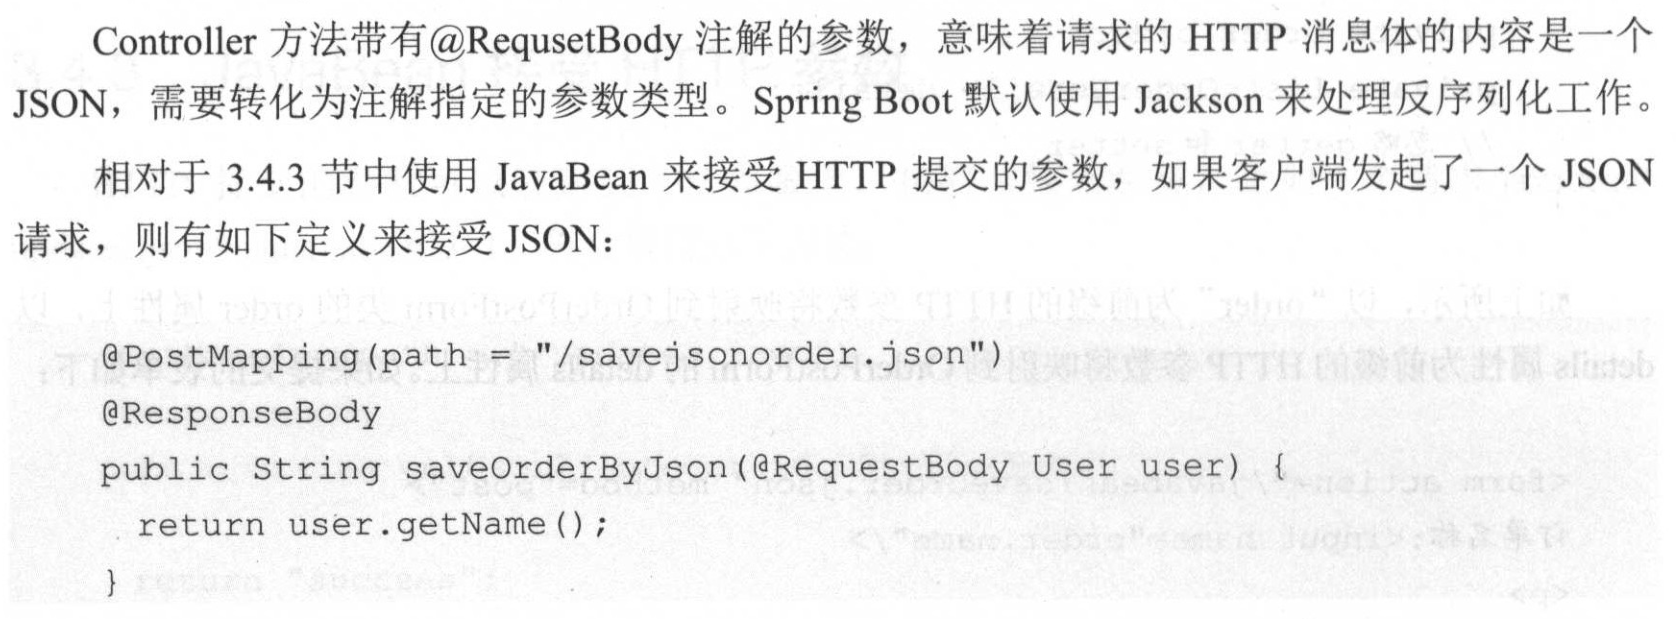 Controller 方法带有@RequsetBody 注解的参数，意味着请求的 HTTP 消息体的内容是一个
JSON，需要转化为注解指定的参数类型。Spring Boot 默认使用 Jackson 来处理反序列化工作。
相对于 3.4.3 节中使用 JavaBean 来接受 HTTP 提交的参数，如果客户端发起了一个 JSON
请求，则有如下定义来接受 JSON：
@PostMapping(path = "/savejsonorder.json")
@ResponseBody
public String saveOrderByJson(@RequestBody User user) {
return user.getName();
}